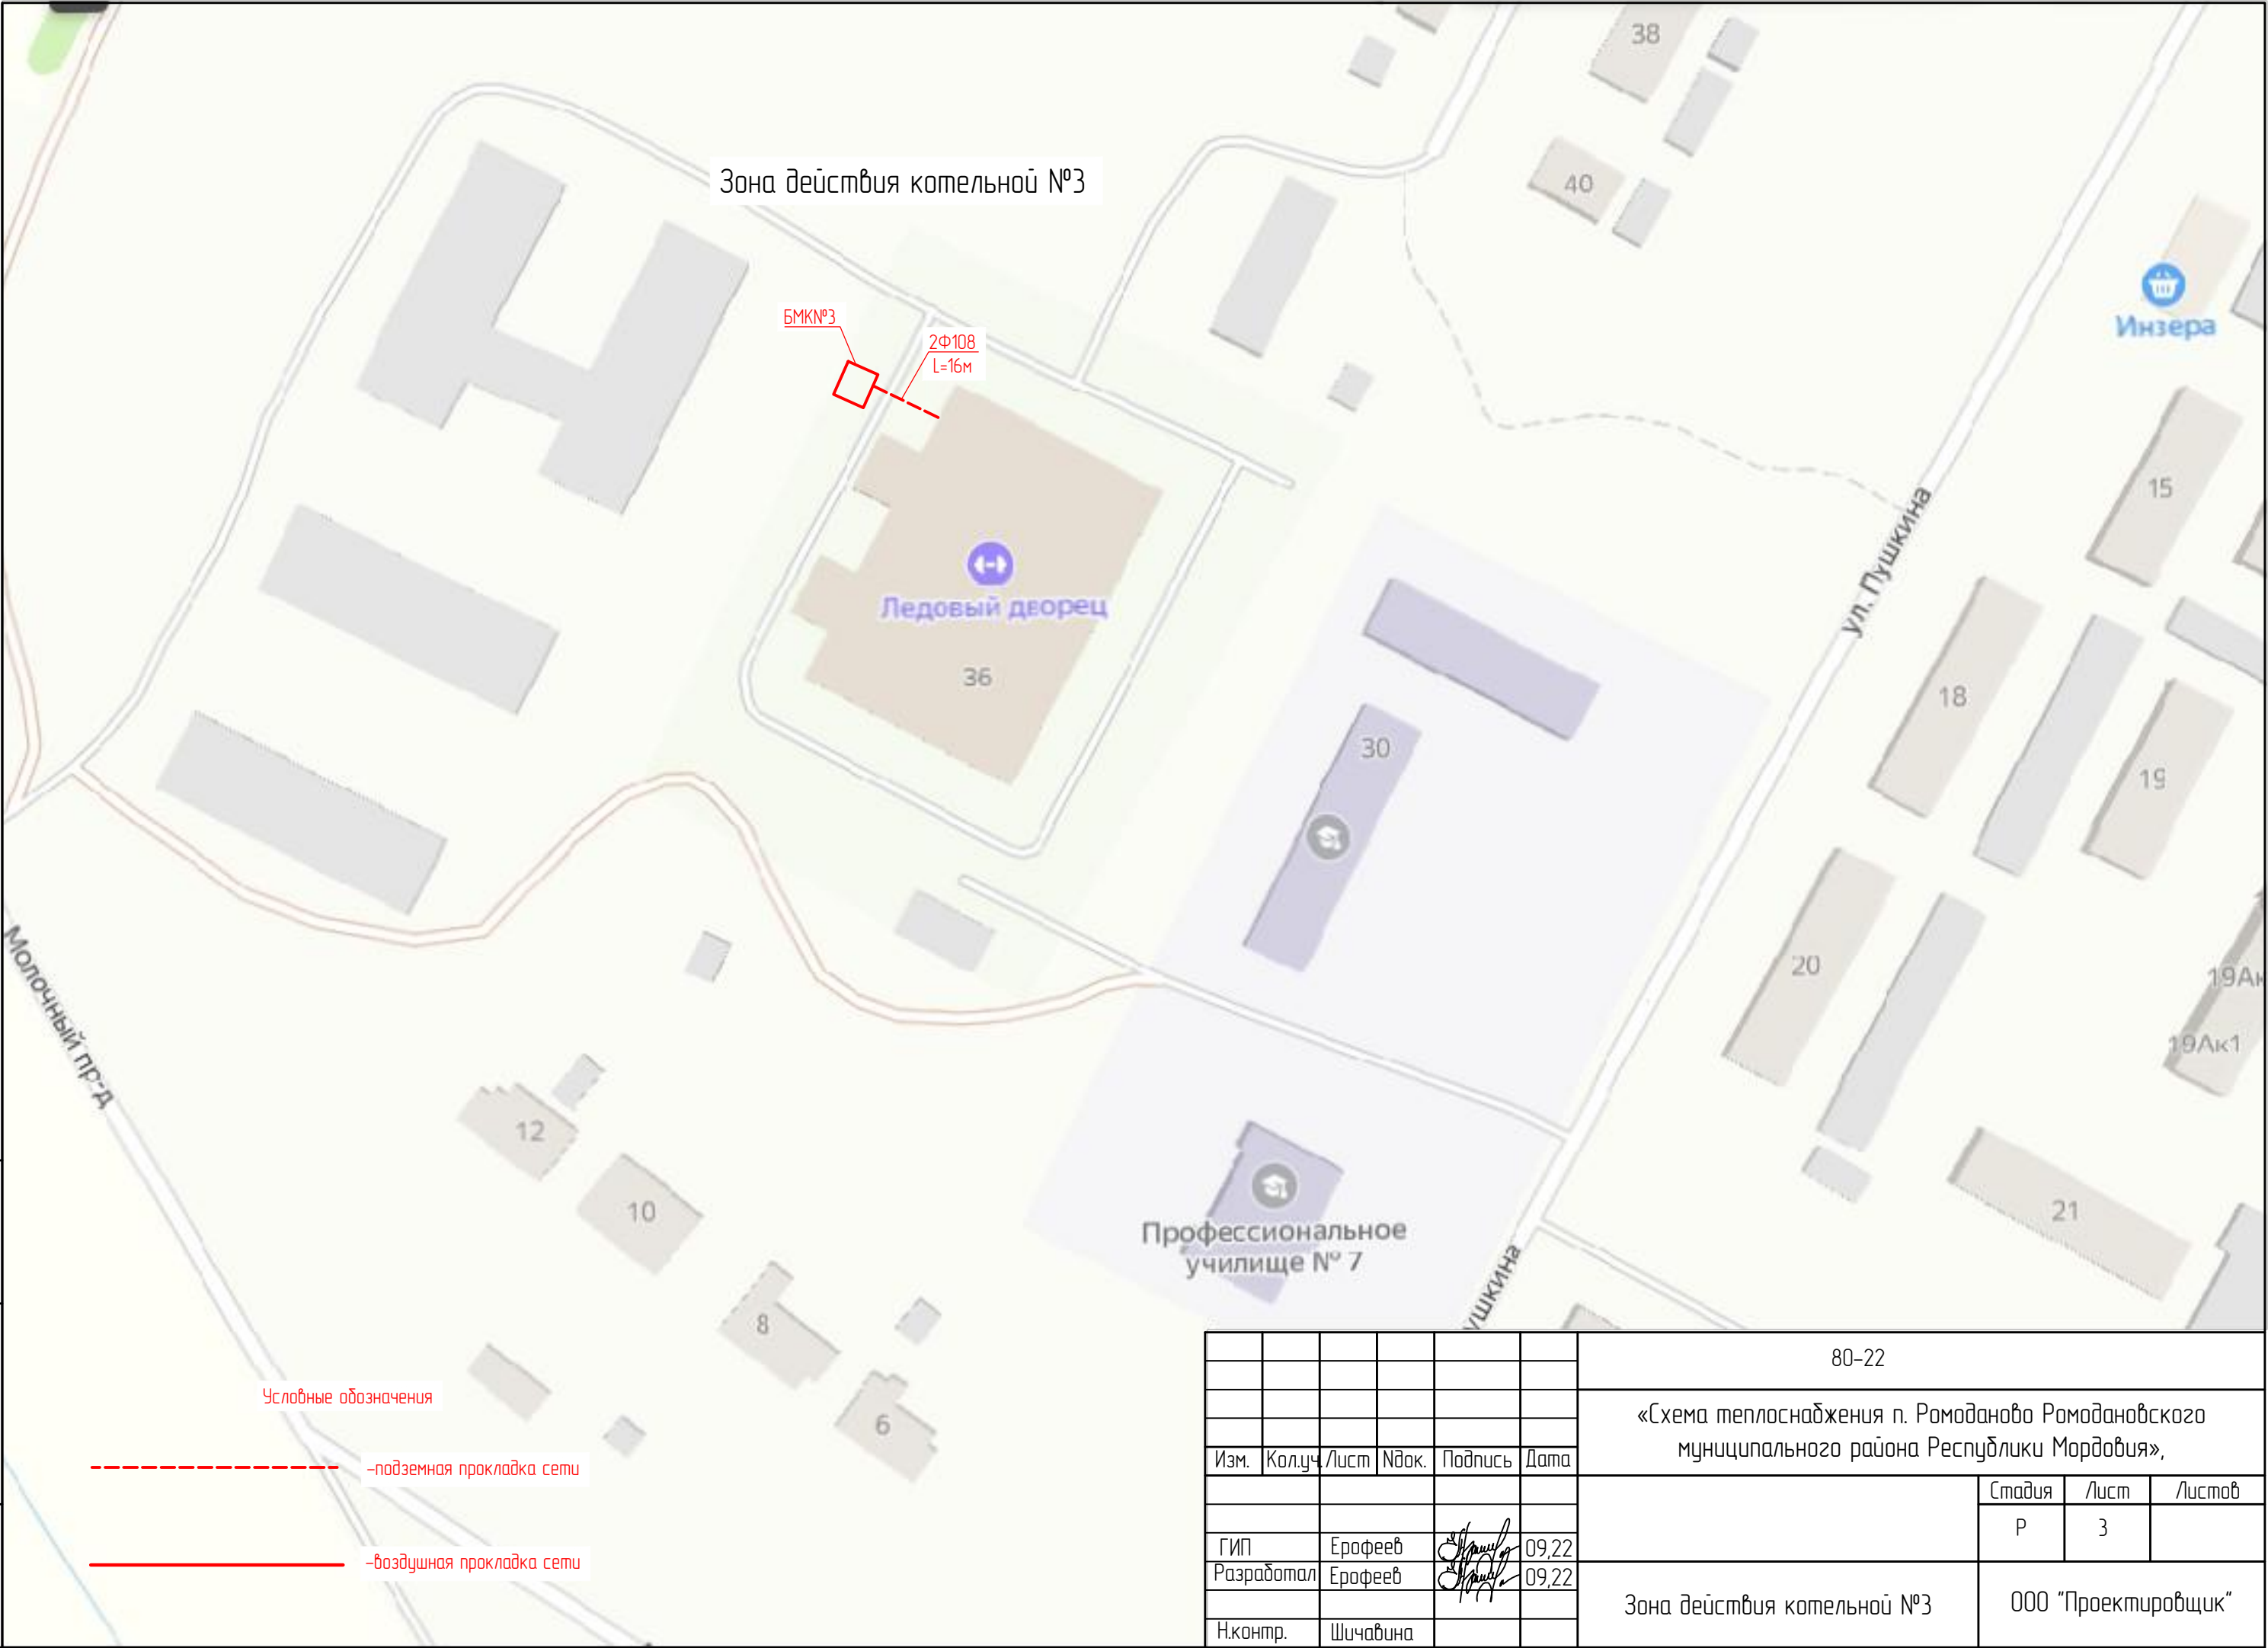 38
Зона действия котельной №3
40
БМК№3
2Ф108
L=16м
Инзера
15
ул. Пушкина
Ледовый дворец
36
18
30
19
20
19Ак
19Ак1
Молочный пр-д
12
10
21
Профессиональное
училище № 7
ушкина
8
6
Условные обозначения
-подземная прокладка сети
-воздушная прокладка сети
80-22
«Схема теплоснабжения п. Ромоданово Ромодановского
муниципального района Республики Мордовия»,
Изм. Кол.уч Лист Nдок. Подпись Дата
Стадия Лист Листов
Р 3
ГИП Ерофеев 09,22
Разработал Ерофеев 09,22
Зона действия котельной №3
ООО "Проектировщик"
Н.контр. Шичавина